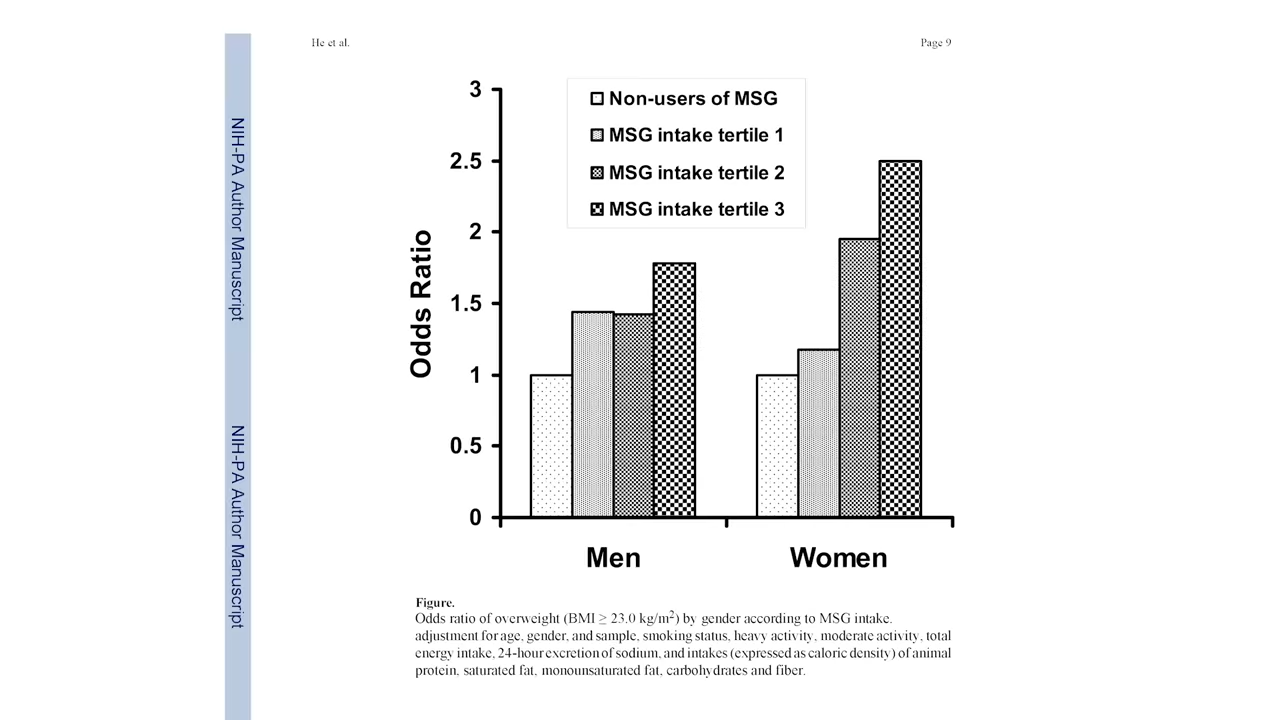 He et al.
Page 9
NIH-PA Author Manuscript
NIH-PA Author Manuscript
3
2.5
2
1.5
1
0.5
0
Odds Ratio
Non-users of MSG
MSG intake tertile 1
MSG intake tertile 2
MSG intake tertile 3
Men
Women
Figure.
Odds ratio of overweight (BMI ≥ 23.0 kg/m²) by gender according to MSG intake.
adjustment for age, gender, and sample, smoking status, heavy activity, moderate activity, total
energy intake, 24-hour excretion of sodium, and intakes (expressed as caloric density) of animal
protein, saturated fat, monounsaturated fat, carbohydrates and fiber.